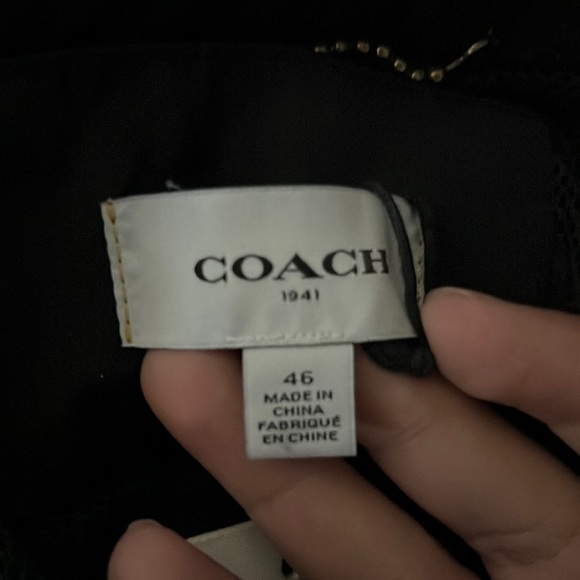 COACH
1941
46
MADE IN
CHINA
FABRIQUÉ
EN CHINE